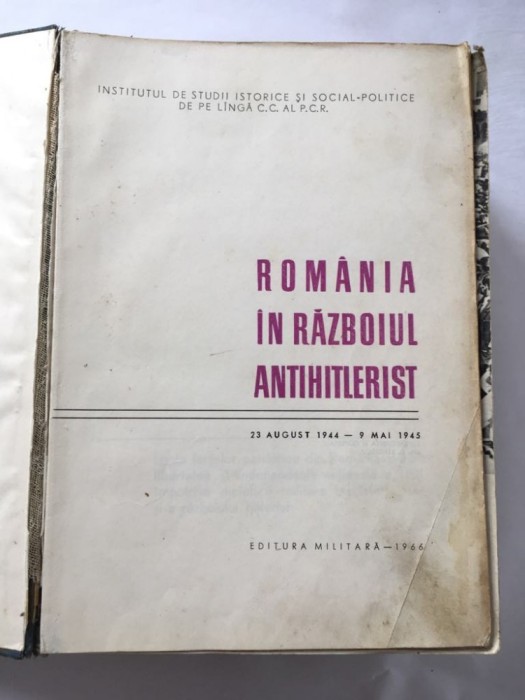 INSTITUTUL DE STUDII ISTORICE ȘI SOCIAL-POLITICE
DE PE LÎNGĂ C.C. AL P.C.R.
ROMÂNIA
ÎN RĂZBOIUL
ANTIHITLERIST
23 AUGUST 1944 — 9 MAI 1945
EDITURA MILITARĂ — 1966